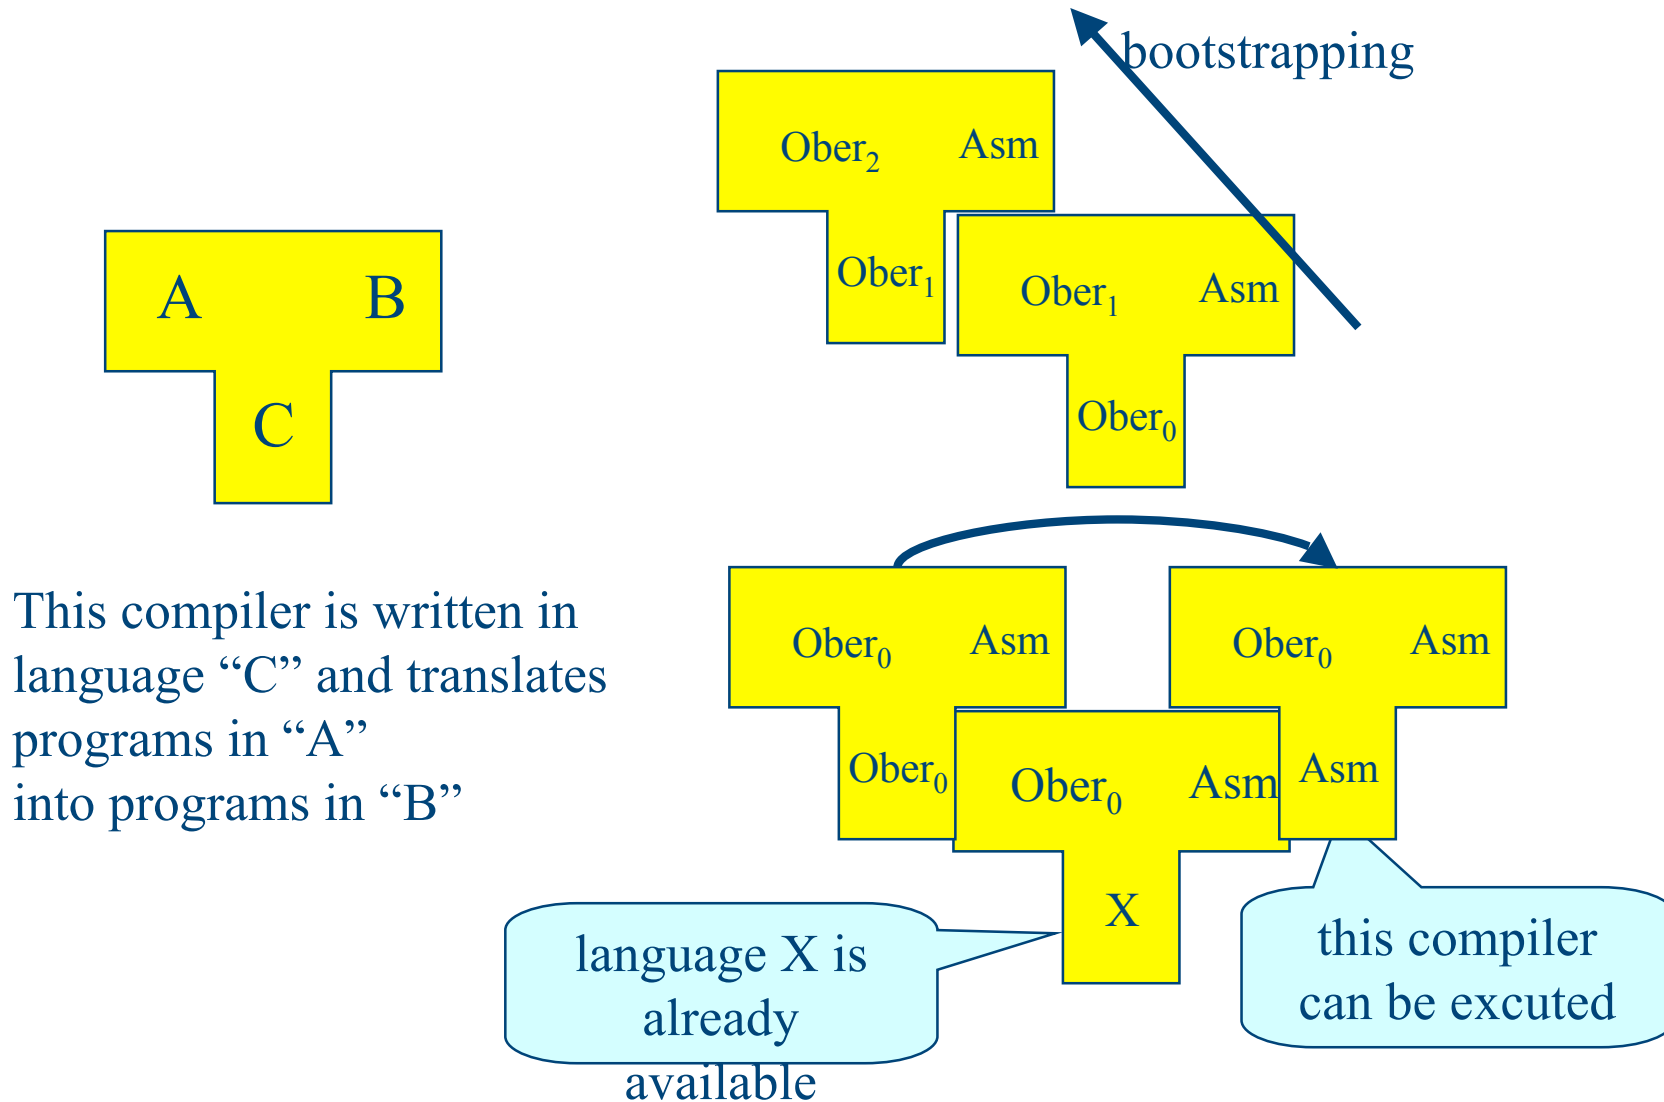 bootstrapping
Ober2 Asm
Ober1
Ober1 Asm
Ober0
A B
C
This compiler is written in
language “C” and translates
programs in “A”
into programs in “B”
Ober0 Asm
Ober0
Ober0 Asm
X
Ober0 Asm
Asm
language X is
already
available
this compiler
can be excuted